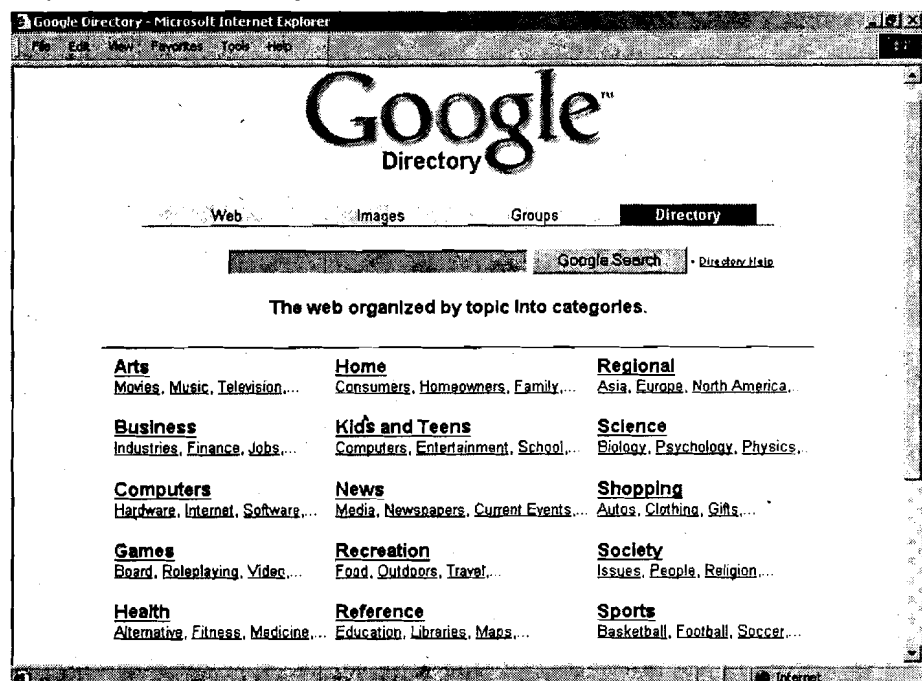 Google Directory - Microsoft Internet Explorer
File Edit View Favorites Tools Help
Google™
Directory
Web Images Groups Directory
Google Search • Directory Help
The web organized by topic into categories.
Arts Home Regional
Movies, Music, Television,... Consumers, Homeowners, Family,... Asia, Europe, North America,...
Business Kids and Teens Science
Industries, Finance, Jobs,... Computers, Entertainment, School,... Biology, Psychology, Physics,...
Computers News Shopping
Hardware, Internet, Software,... Media, Newspapers, Current Events,... Autos, Clothing, Gifts,...
Games Recreation Society
Board, Roleplaying, Video,... Food, Outdoors, Travel,... Issues, People, Religion,...
Health Reference Sports
Alternative, Fitness, Medicine,... Education, Libraries, Maps,... Basketball, Football, Soccer,...
Internet